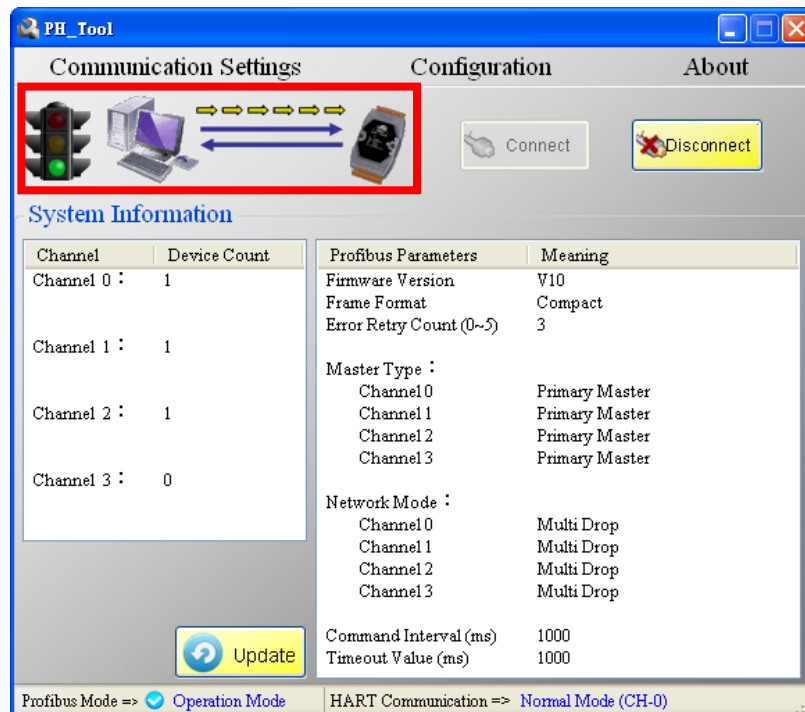 PH_Tool
Communication Settings Configuration About
Connect Disconnect
System Information
Channel Device Count
Channel 0： 1
Channel 1： 1
Channel 2： 1
Channel 3： 0
Update
Profibus Parameters Meaning
Firmware Version V10
Frame Format Compact
Error Retry Count (0~5) 3
Master Type：
Channel 0 Primary Master
Channel 1 Primary Master
Channel 2 Primary Master
Channel 3 Primary Master
Network Mode：
Channel 0 Multi Drop
Channel 1 Multi Drop
Channel 2 Multi Drop
Channel 3 Multi Drop
Command Interval (ms) 1000
Timeout Value (ms) 1000
Profibus Mode => Operation Mode HART Communication => Normal Mode (CH-0)